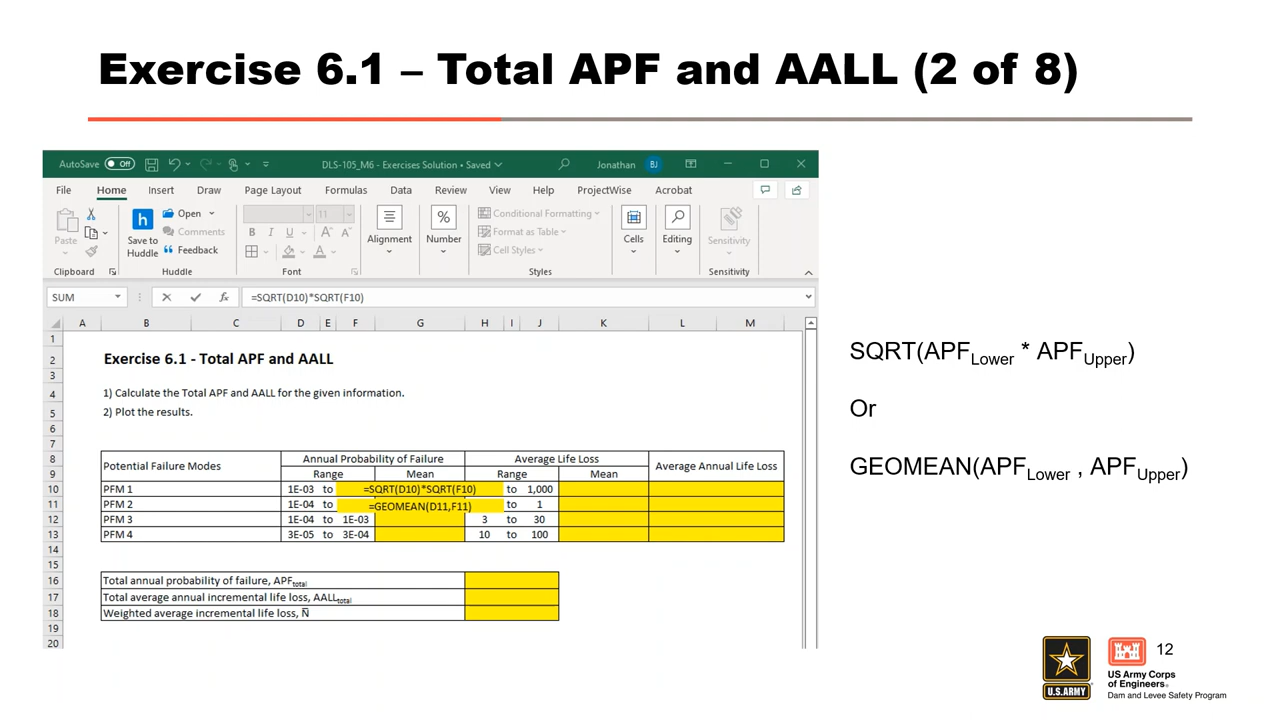 Exercise 6.1 – Total APF and AALL (2 of 8)
AutoSave Off DLS-105_M6 - Exercises Solution • Saved Jonathan BJ
File Home Insert Draw Page Layout Formulas Data Review View Help ProjectWise Acrobat
Paste
Clipboard
h
Save to
Huddle
Open
Comments
Feedback
Huddle
11
B I U A A
A
Font
Alignment
%
Number
Conditional Formatting
Format as Table
Cell Styles
Styles
Cells
Editing
Sensitivity
Sensitivity
SUM fx =SQRT(D10)*SQRT(F10)
A B C D E F G H I J K L M
1
2 Exercise 6.1 - Total APF and AALL
3
4 1) Calculate the Total APF and AALL for the given information.
5 2) Plot the results.
6
7
8 Potential Failure Modes Annual Probability of Failure Average Life Loss Average Annual Life Loss
9 Range Mean Range Mean
10 PFM 1 1E-03 to =SQRT(D10)*SQRT(F10) to 1,000
11 PFM 2 1E-04 to =GEOMEAN(D11,F11) to 1
12 PFM 3 1E-04 to 1E-03 3 to 30
13 PFM 4 3E-05 to 3E-04 10 to 100
14
15
16 Total annual probability of failure, APFtotal
17 Total average annual incremental life loss, AALLtotal
18 Weighted average incremental life loss, N̄
19
20
SQRT(APFLower * APFUpper)
Or
GEOMEAN(APFLower , APFUpper)
U.S.ARMY
US Army Corps
of Engineers®
Dam and Levee Safety Program
12